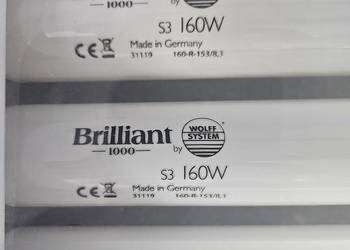 1000 by
S3 160W
CE Made in Germany
31119 160-R-153/8,3
Brilliant
1000 by WOLFF SYSTEM
S3 160W
CE Made in Germany
31119 160-R-153/8,3